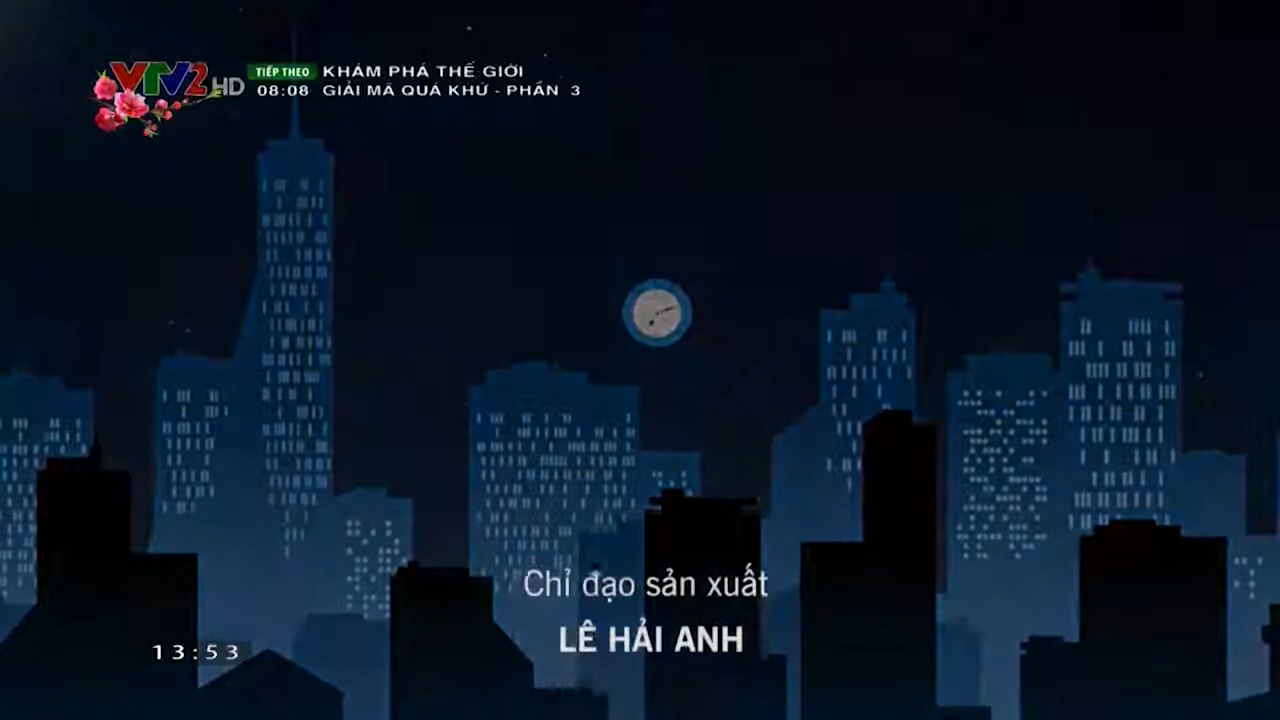 VTV2 HD
TIẾP THEO KHÁM PHÁ THẾ GIỚI
08:08 GIẢI MÃ QUÁ KHỨ - PHẦN 3
Chỉ đạo sản xuất
LÊ HẢI ANH
13:53